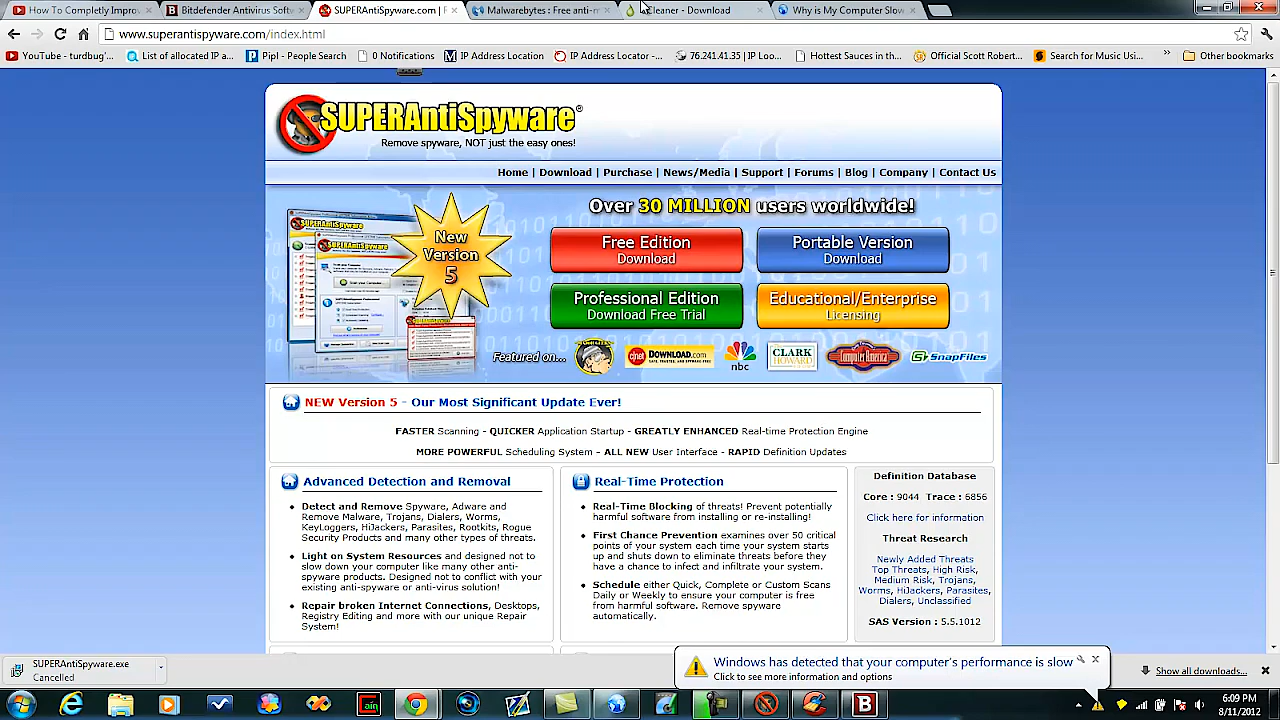 How To Completly Improv
Bitdefender Antivirus Softw
SUPERAntiSpyware.com | F
Malwarebytes : Free anti-m
Cleaner - Download
Why is My Computer Slow
www.superantispyware.com/index.html
YouTube - turdbug'...
List of allocated IP a...
Pipl - People Search
0 Notifications
IP Address Location
IP Address Locator -...
76.241.41.35 | IP Loo...
Hottest Sauces in th...
Official Scott Robert...
Search for Music Usi...
Other bookmarks
SUPERAntiSpyware®
Remove spyware, NOT just the easy ones!
Home | Download | Purchase | News/Media | Support | Forums | Blog | Company | Contact Us
Over 30 MILLION users worldwide!
New
Version
5
Free Edition
Download
Portable Version
Download
Professional Edition
Download Free Trial
Educational/Enterprise
Licensing
Featured on...
cnet DOWNLOAD.com
nbc
CLARK
HOWARD
Computer America
SNAPFILES
NEW Version 5 - Our Most Significant Update Ever!
FASTER Scanning - QUICKER Application Startup - GREATLY ENHANCED Real-time Protection Engine
MORE POWERFUL Scheduling System - ALL NEW User Interface - RAPID Definition Updates
Advanced Detection and Removal
Detect and Remove Spyware, Adware and
Remove Malware, Trojans, Dialers, Worms,
KeyLoggers, HiJackers, Parasites, Rootkits, Rogue
Security Products and many other types of threats.
Light on System Resources and designed not to
slow down your computer like many other anti-
spyware products. Designed not to conflict with your
existing anti-spyware or anti-virus solution!
Repair broken Internet Connections, Desktops,
Registry Editing and more with our unique Repair
System!
Real-Time Protection
Real-Time Blocking of threats! Prevent potentially
harmful software from installing or re-installing!
First Chance Prevention examines over 50 critical
points of your system each time your system starts
up and shuts down to eliminate threats before they
have a chance to infect and infiltrate your system.
Schedule either Quick, Complete or Custom Scans
Daily or Weekly to ensure your computer is free
from harmful software. Remove spyware
automatically.
Definition Database
Core : 9044 Trace : 6856
Click here for information
Threat Research
Newly Added Threats
Top Threats, High Risk,
Medium Risk, Trojans,
Worms, HiJackers, Parasites,
Dialers, Unclassified
SAS Version : 5.5.1012
SUPERAntiSpyware.exe
Cancelled
Windows has detected that your computer's performance is slow
Click to see more information and options
Show all downloads...
Cain
B
6:09 PM
8/11/2012